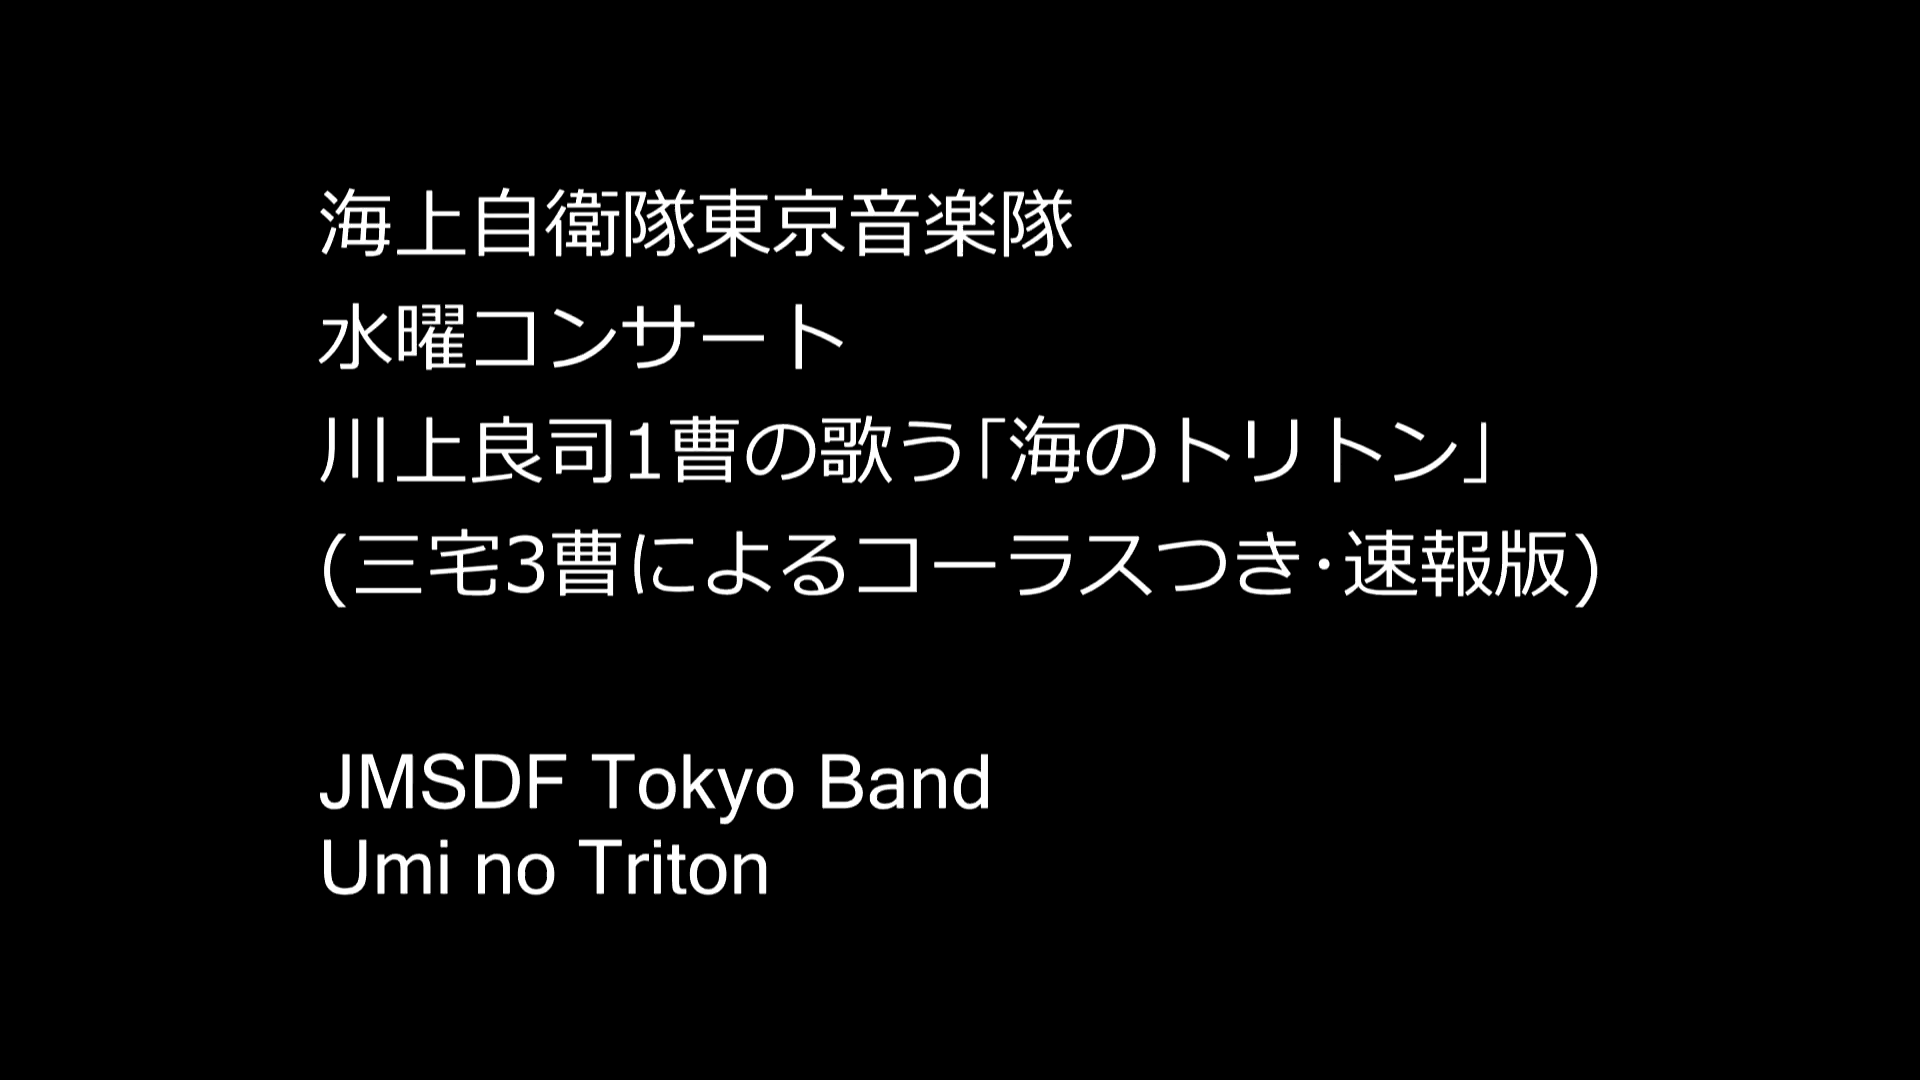 海上自衛隊東京音楽隊
水曜コンサート
川上良司1曹の歌う｢海のトリトン｣
(三宅3曹によるコーラスつき･速報版)
JMSDF Tokyo Band
Umi no Triton